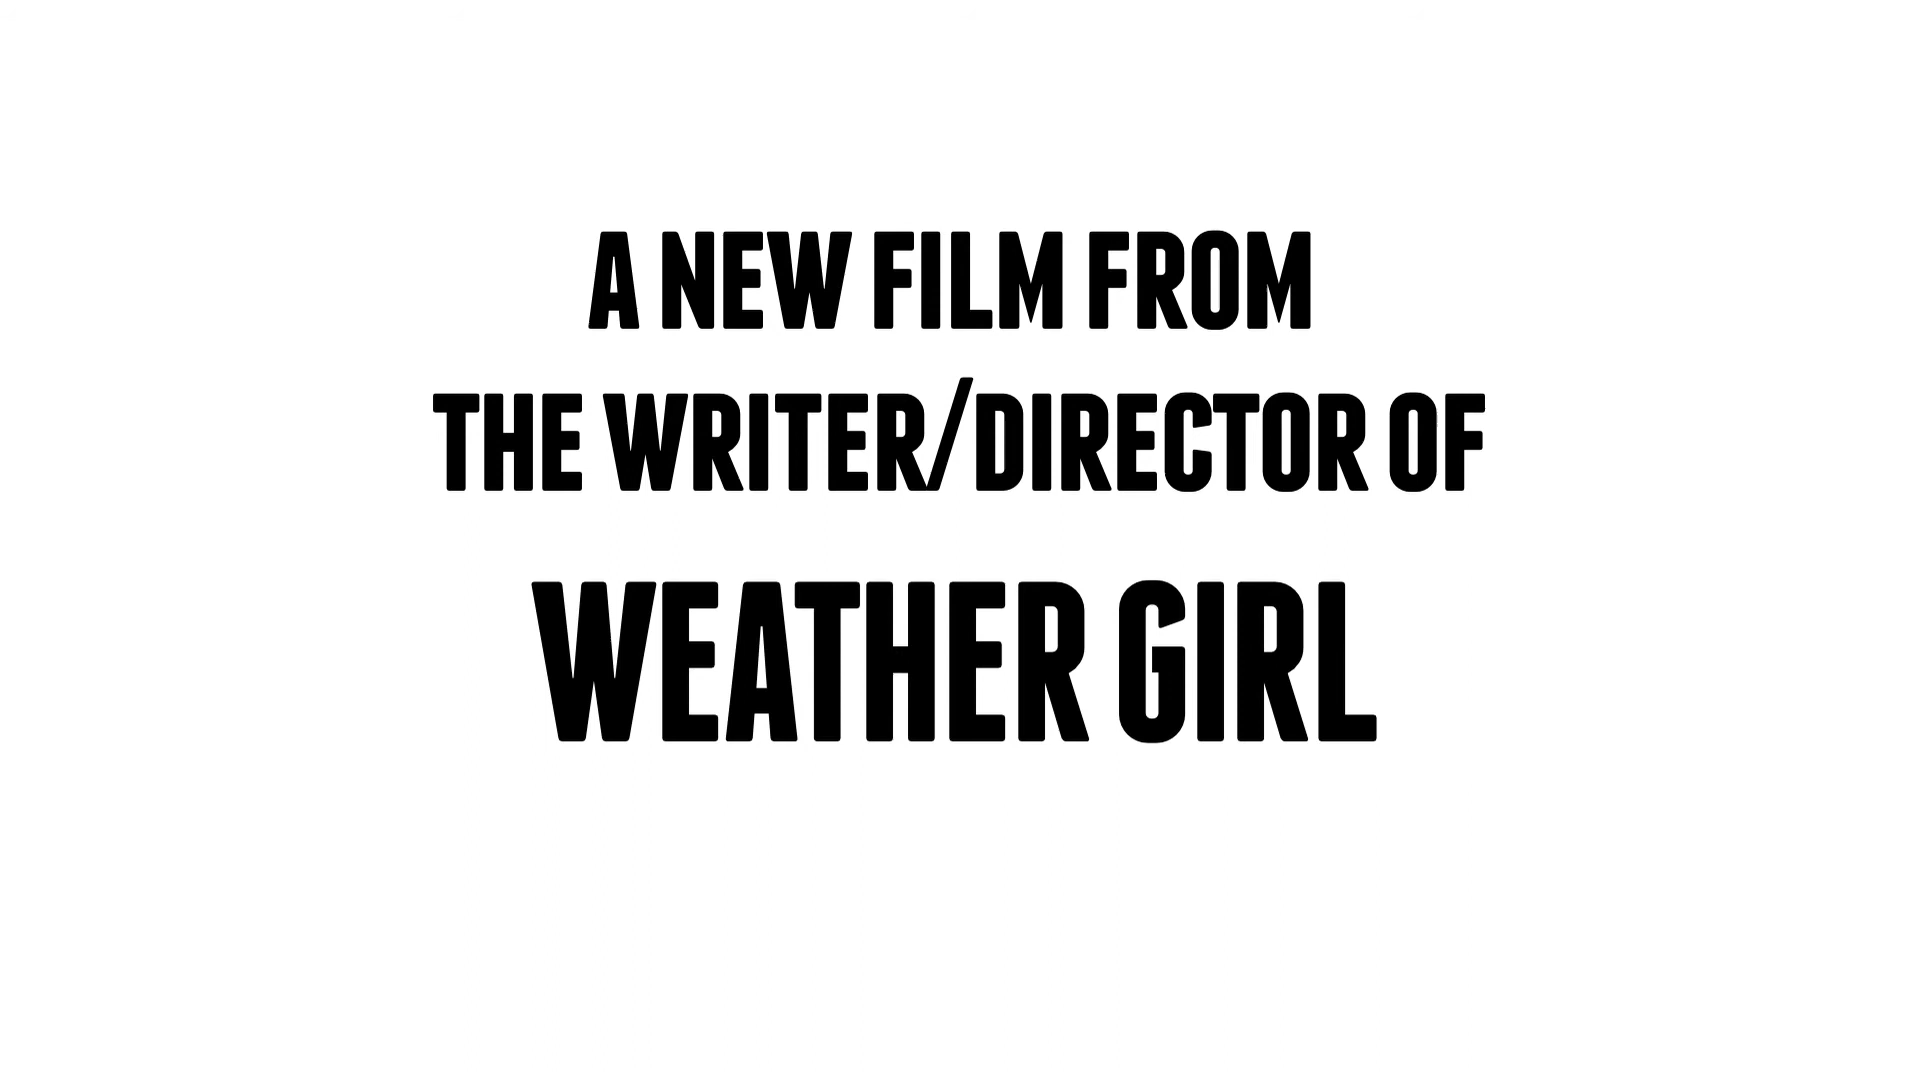 A NEW FILM FROM
THE WRITER/DIRECTOR OF
WEATHER GIRL